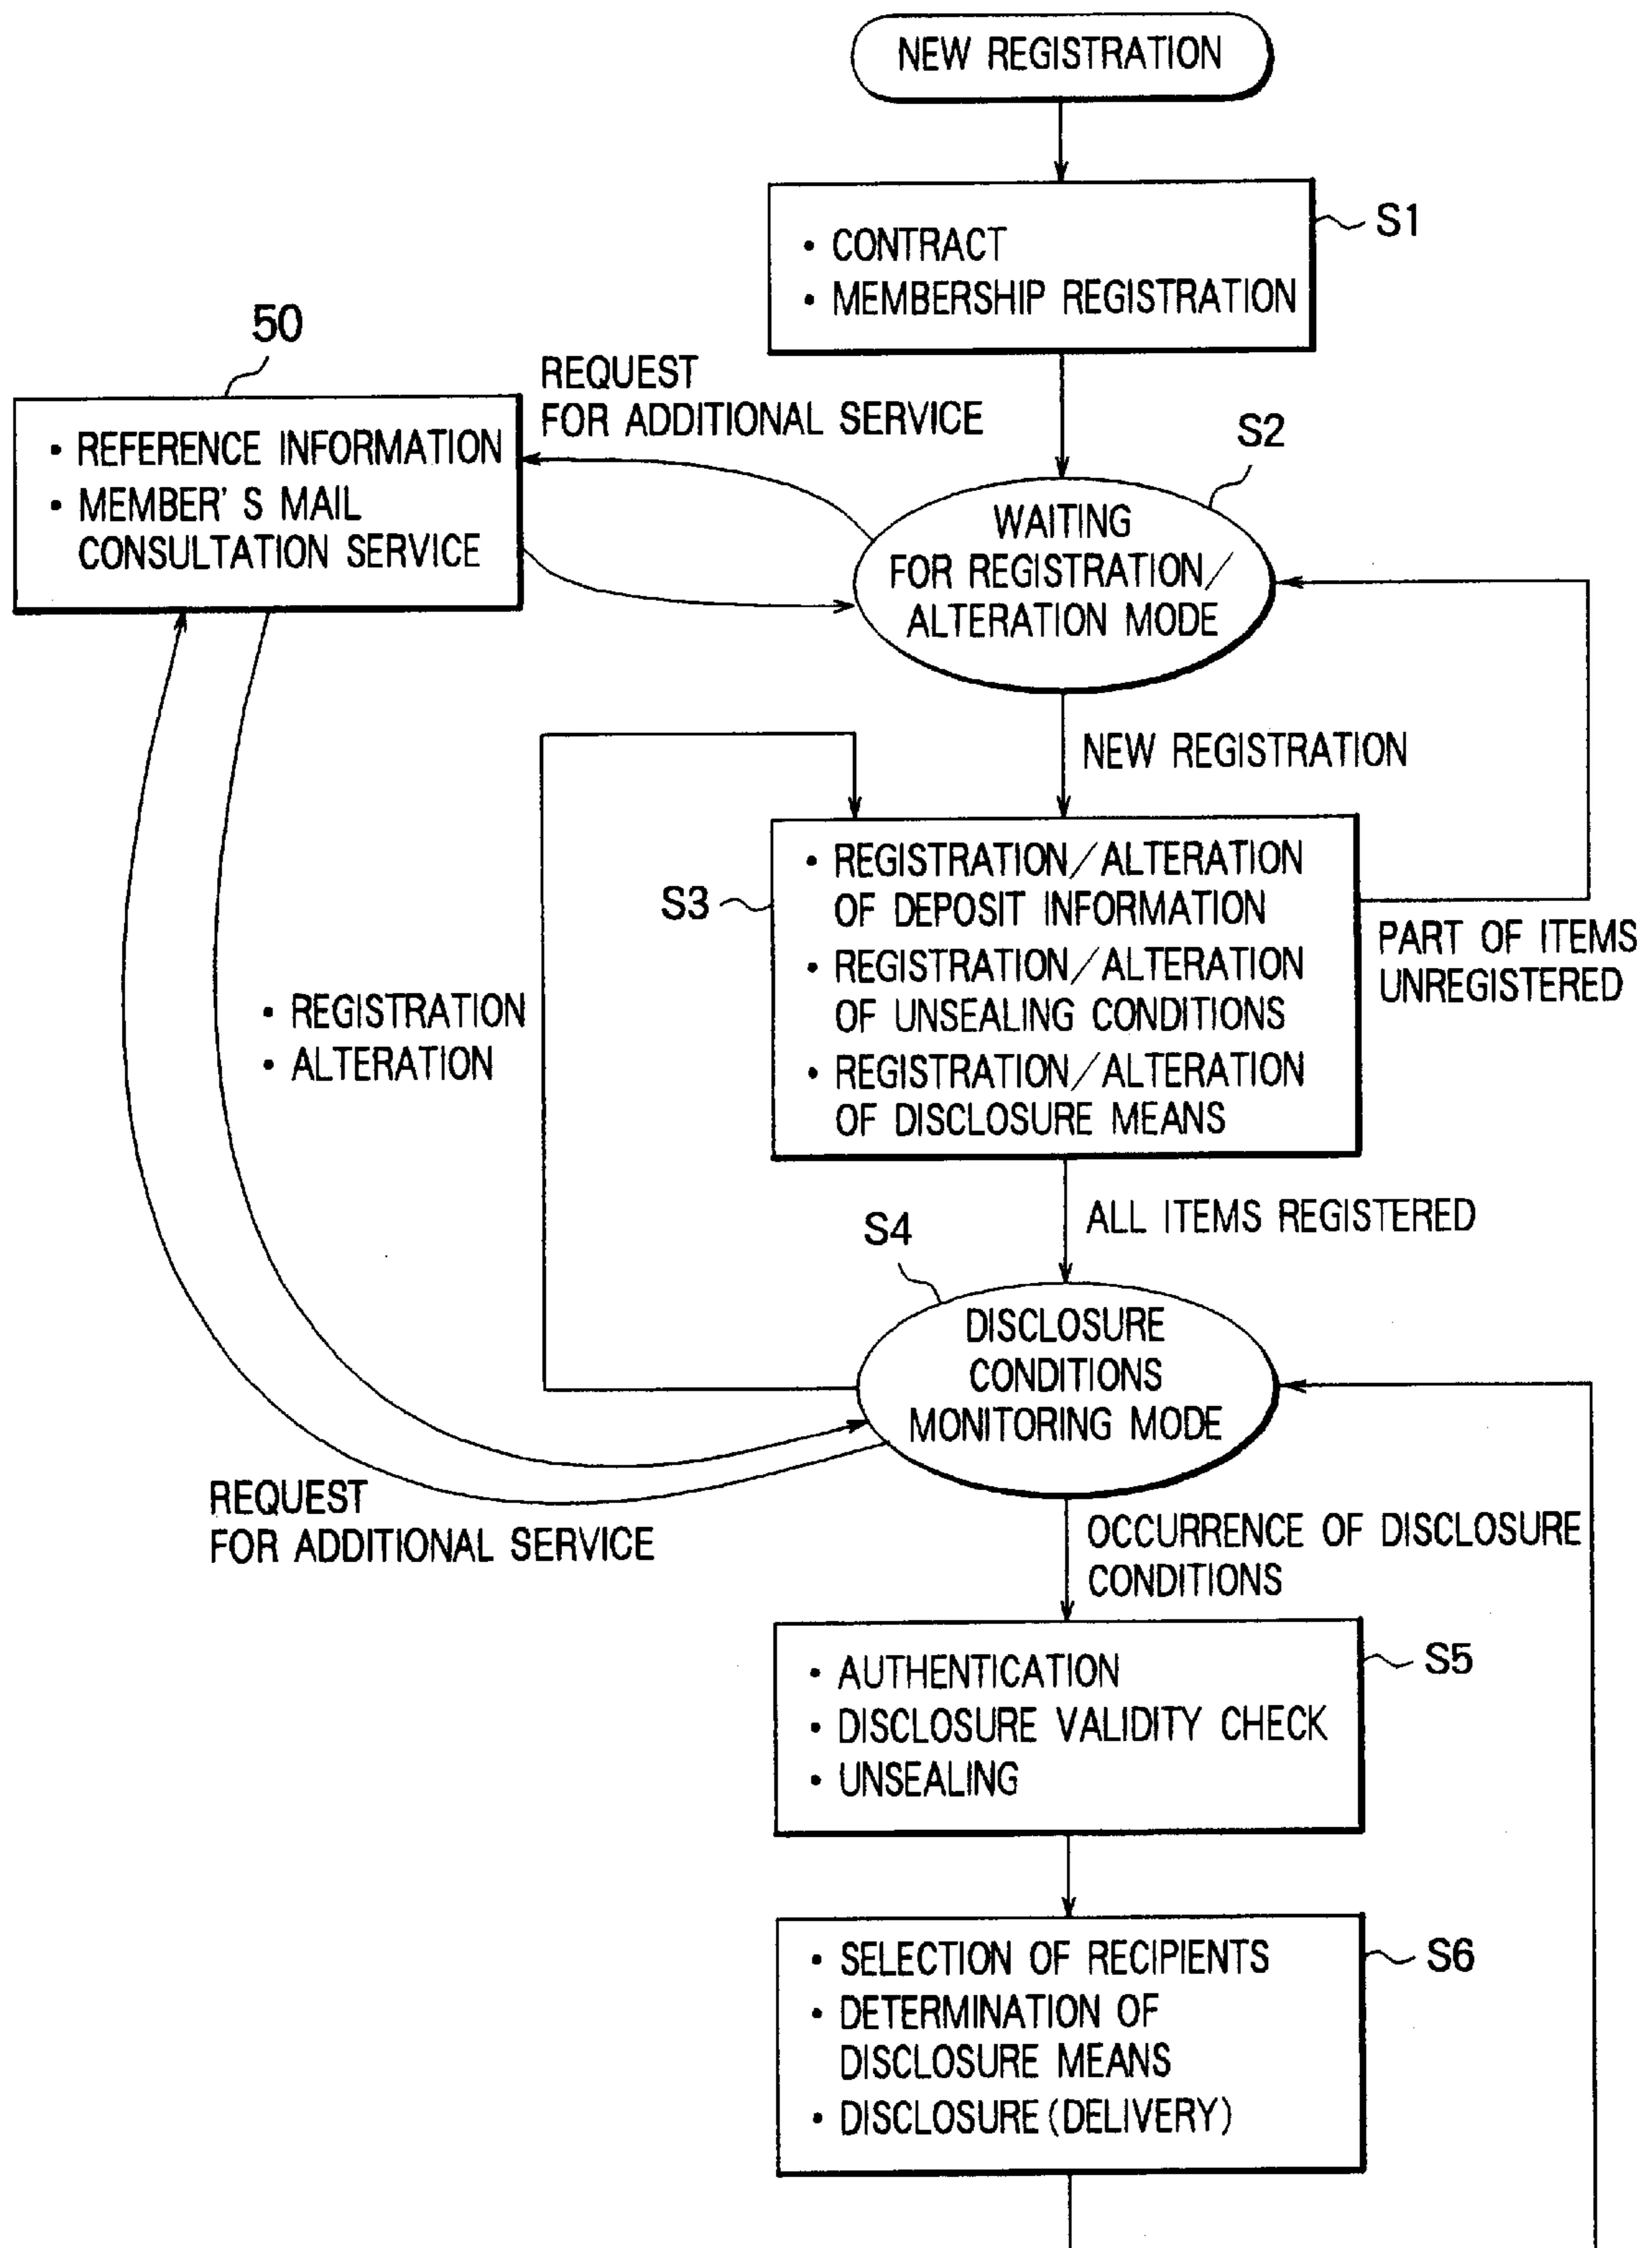 NEW REGISTRATION
S1
• CONTRACT
• MEMBERSHIP REGISTRATION
50
REQUEST
FOR ADDITIONAL SERVICE
• REFERENCE INFORMATION
• MEMBER'S MAIL
CONSULTATION SERVICE
S2
WAITING
FOR REGISTRATION/
ALTERATION MODE
NEW REGISTRATION
S3
• REGISTRATION/ALTERATION
OF DEPOSIT INFORMATION
• REGISTRATION/ALTERATION
OF UNSEALING CONDITIONS
• REGISTRATION/ALTERATION
OF DISCLOSURE MEANS
PART OF ITEMS
UNREGISTERED
• REGISTRATION
• ALTERATION
ALL ITEMS REGISTERED
S4
DISCLOSURE
CONDITIONS
MONITORING MODE
REQUEST
FOR ADDITIONAL SERVICE
OCCURRENCE OF DISCLOSURE
CONDITIONS
S5
• AUTHENTICATION
• DISCLOSURE VALIDITY CHECK
• UNSEALING
S6
• SELECTION OF RECIPIENTS
• DETERMINATION OF
DISCLOSURE MEANS
• DISCLOSURE (DELIVERY)